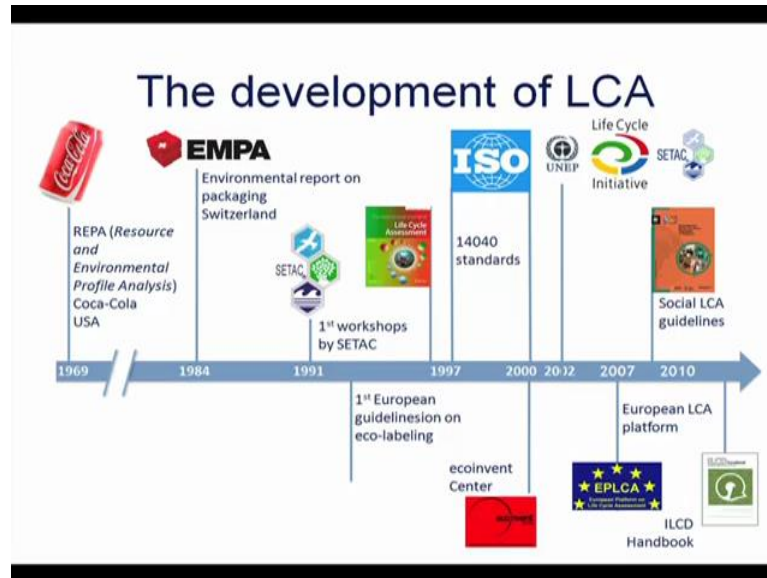 The development of LCA
Coca-Cola
EMPA
Environmental report on
packaging
Switzerland
REPA (Resource
and
Environmental
Profile Analysis)
Coca-Cola
USA
SETAC
1st workshops
by SETAC
Life Cycle
Assessment
ISO
14040
standards
UNEP
Life Cycle
Initiative
SETAC
Social LCA
guidelines
1969
1984
1991
1997
2000
2002
2007
2010
1st European
guidelinesion on
eco-labeling
ecoinvent
Center
European LCA
platform
EPLCA
European Platform on
Life Cycle Assessment
ILCD
Handbook